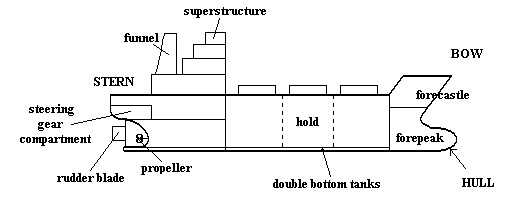 superstructure
funnel
BOW
STERN
forecastle
steering
gear
compartment
hold
forepeak
propeller
rudder blade
double bottom tanks
HULL